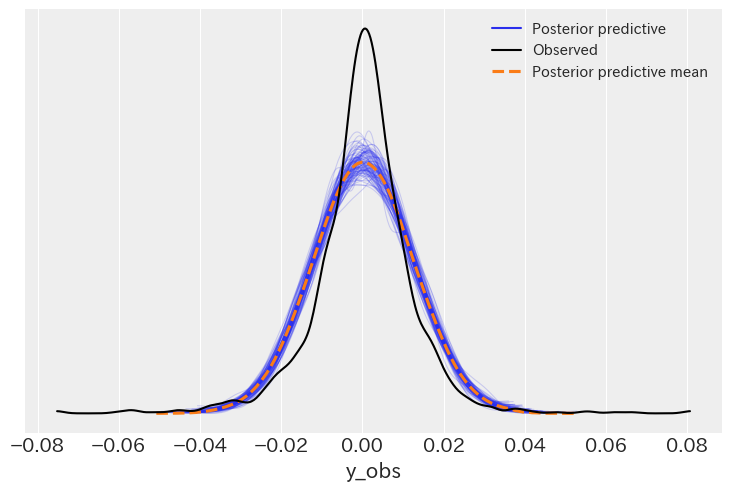 Posterior predictive
Observed
Posterior predictive mean
−0.08 −0.06 −0.04 −0.02 0.00 0.02 0.04 0.06 0.08
y_obs